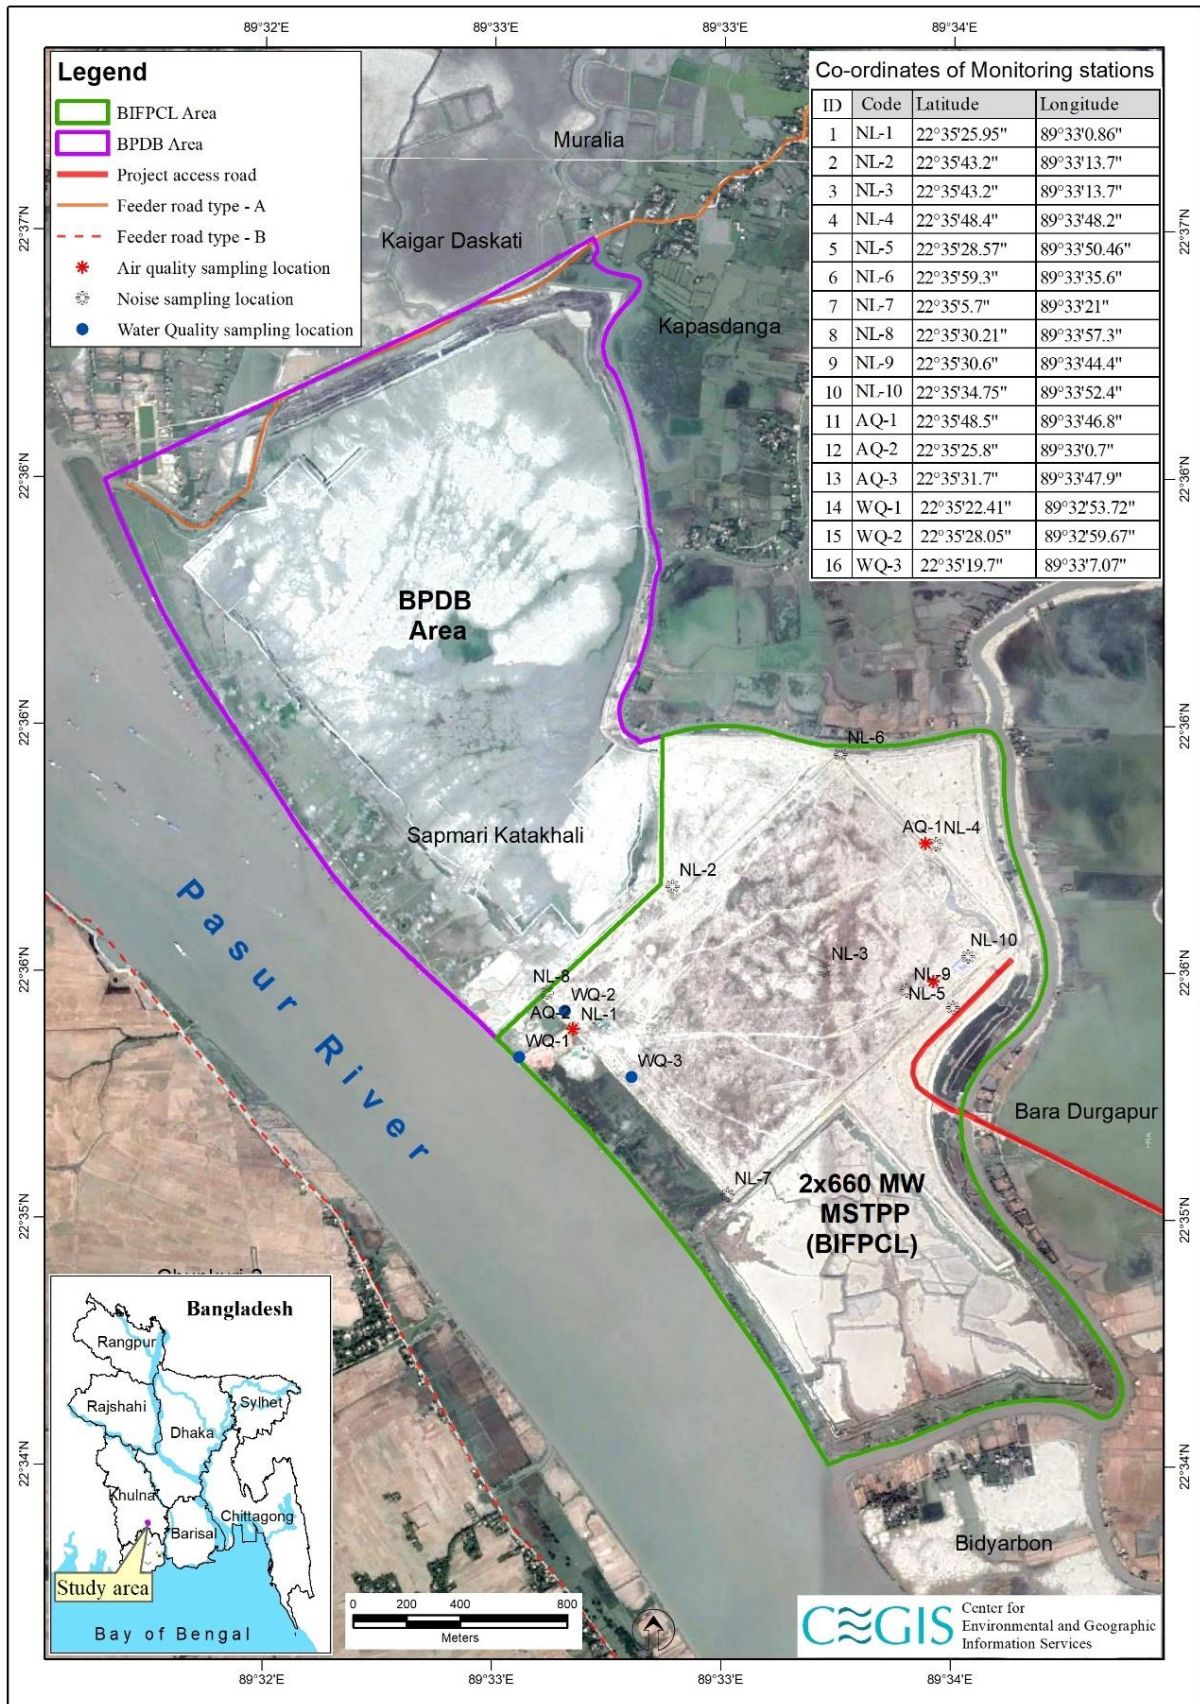 89°32'E
89°33'E
89°33'E
89°34'E
Legend
BIFPCL Area
BPDB Area
Project access road
Feeder road type - A
Feeder road type - B
Air quality sampling location
Noise sampling location
Water Quality sampling location
Co-ordinates of Monitoring stations
ID Code Latitude Longitude
1 NL-1 22°35'25.95" 89°33'0.86"
2 NL-2 22°35'43.2" 89°33'13.7"
3 NL-3 22°35'43.2" 89°33'13.7"
4 NL-4 22°35'48.4" 89°33'48.2"
5 NL-5 22°35'28.57" 89°33'50.46"
6 NL-6 22°35'59.3" 89°33'35.6"
7 NL-7 22°35'5.7" 89°33'21"
8 NL-8 22°35'30.21" 89°33'57.3"
9 NL-9 22°35'30.6" 89°33'44.4"
10 NL-10 22°35'34.75" 89°33'52.4"
11 AQ-1 22°35'48.5" 89°33'46.8"
12 AQ-2 22°35'25.8" 89°33'0.7"
13 AQ-3 22°35'31.7" 89°33'47.9"
14 WQ-1 22°35'22.41" 89°32'53.72"
15 WQ-2 22°35'28.05" 89°32'59.67"
16 WQ-3 22°35'19.7" 89°33'7.07"
Muralia
Kaigar Daskati
Kapasdanga
22°37'N
22°37'N
22°36'N
22°36'N
BPDB
Area
22°36'N
22°36'N
NL-6
Sapmari Katakhali
AQ-1 NL-4
NL-2
Pasur River
NL-10
NL-3
22°36'N
22°36'N
NL-8
NL-9
WQ-2
NL-5
AQ-2
NL-1
WQ-1
WQ-3
Bara Durgapur
NL-7
2x660 MW
MSTPP
(BIFPCL)
22°35'N
22°35'N
Bangladesh
Rangpur
Rajshahi
Sylhet
Dhaka
Khulna
Chittagong
Barisal
Study area
Bay of Bengal
22°34'N
22°34'N
Bidyarbon
0 200 400 800
Meters
CEGIS
Center for
Environmental and Geographic
Information Services
89°32'E
89°33'E
89°33'E
89°34'E